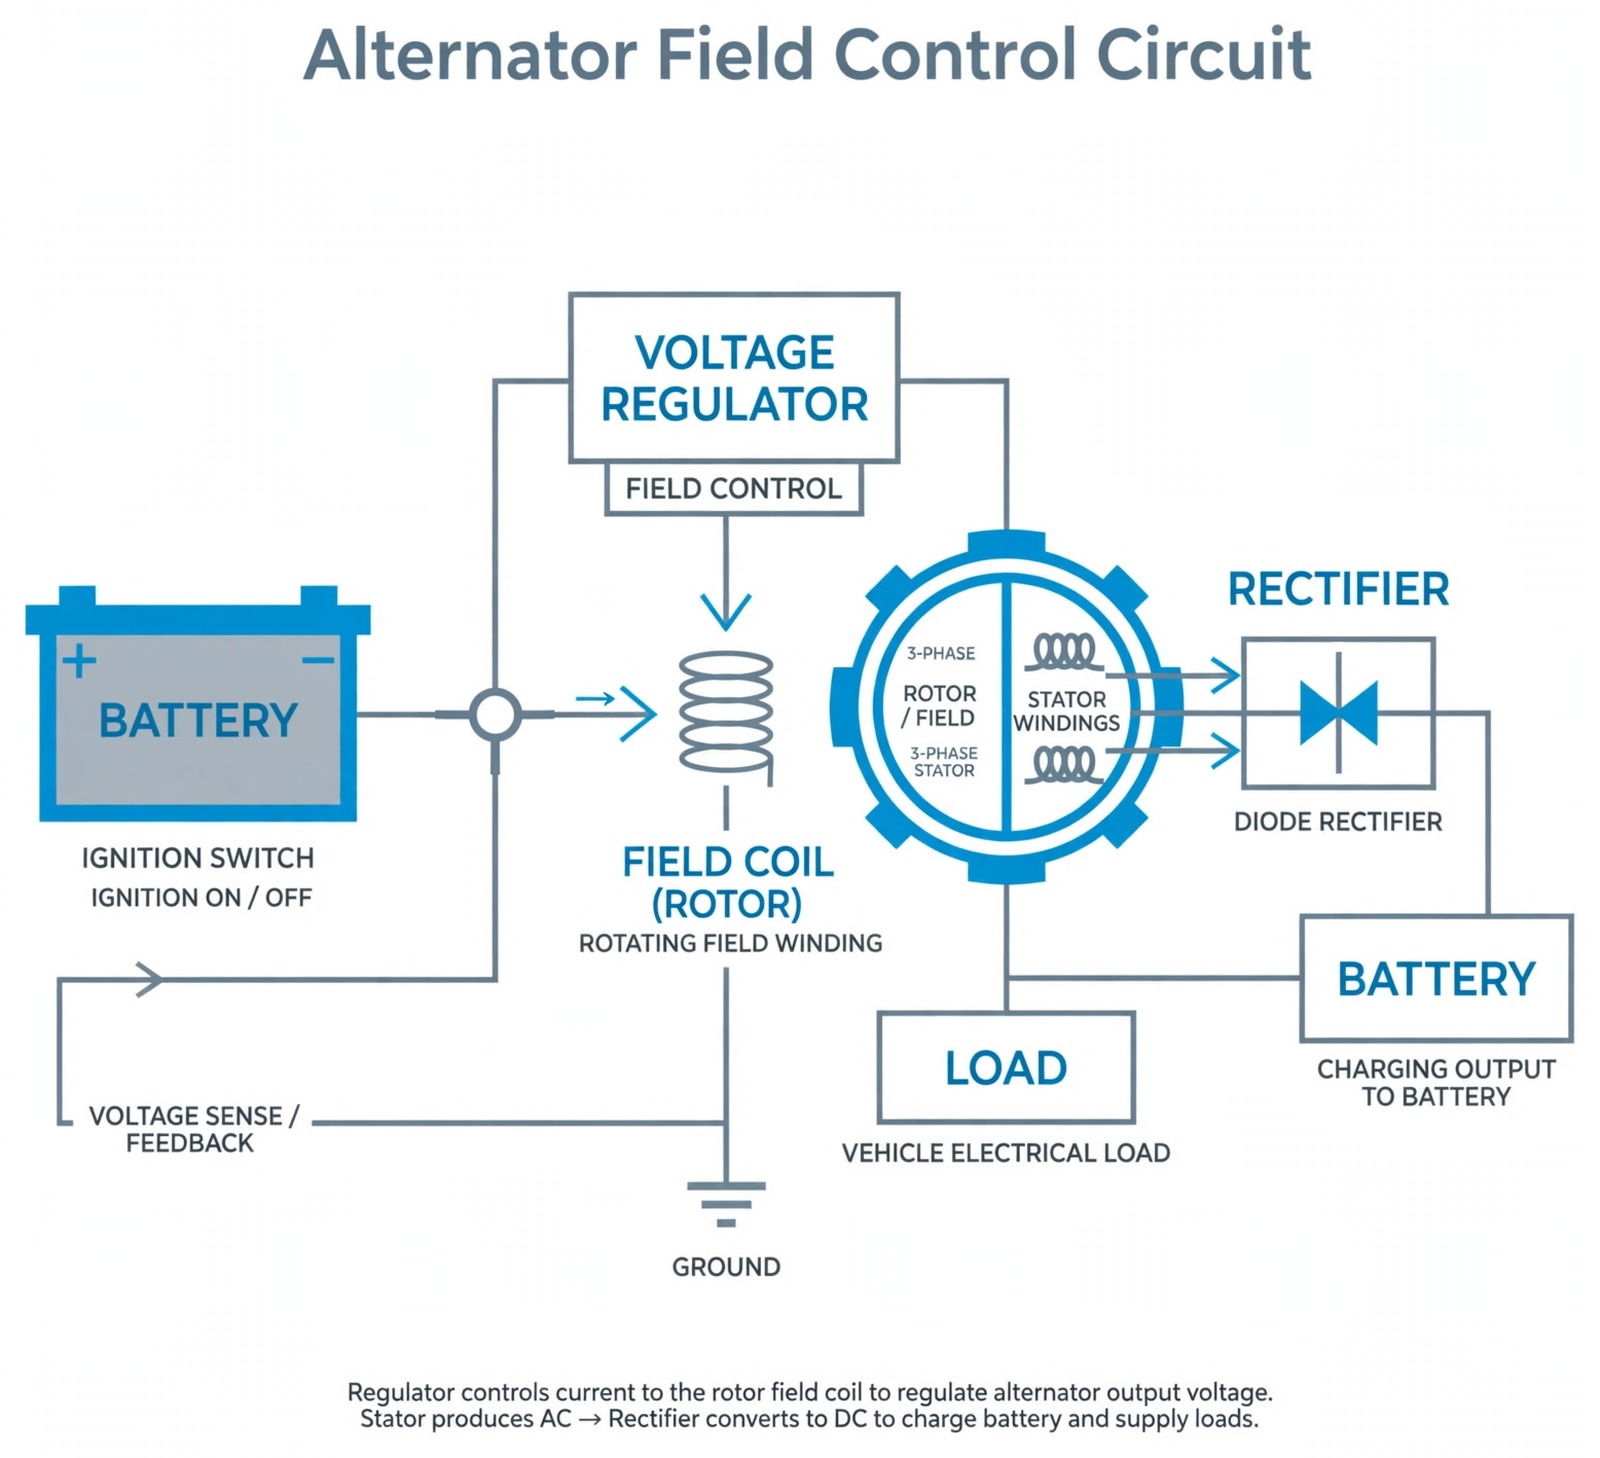 Alternator Field Control Circuit
VOLTAGE
REGULATOR
FIELD CONTROL
+ −
BATTERY
IGNITION SWITCH
IGNITION ON / OFF
FIELD COIL
(ROTOR)
ROTATING FIELD WINDING
3-PHASE
ROTOR
/ FIELD
3-PHASE
STATOR
STATOR
WINDINGS
RECTIFIER
DIODE RECTIFIER
BATTERY
CHARGING OUTPUT
TO BATTERY
LOAD
VEHICLE ELECTRICAL LOAD
VOLTAGE SENSE /
FEEDBACK
GROUND
Regulator controls current to the rotor field coil to regulate alternator output voltage.
Stator produces AC → Rectifier converts to DC to charge battery and supply loads.